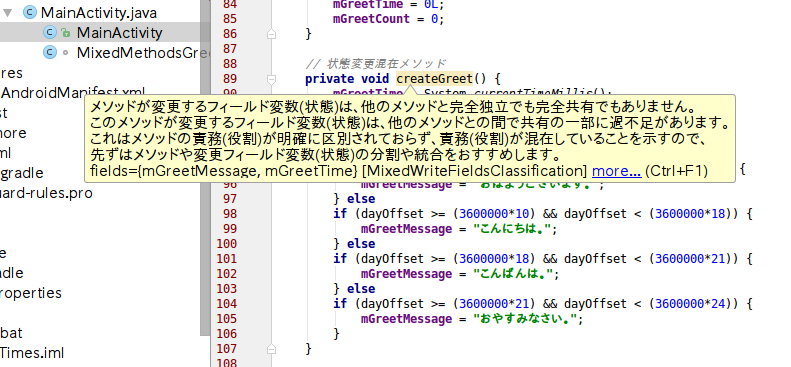 MainActivity.java
MainActivity
MixedMethodsGre
res
AndroidManifest.xml
st
nore
ml
gradle
uard-rules.pro
e
dle
roperties
bat
Times.iml
84 mGreetTime = 0L;
85 mGreetCount = 0;
86 }
87
88 // 状態変更混在メソッド
89 private void createGreet() {
90 mGreetTime = System.currentTimeMillis();
メソッドが変更するフィールド変数(状態)は、他のメソッドと完全独立でも完全共有でもありません。
このメソッドが変更するフィールド変数(状態)は、他のメソッドとの間で共有の一部に過不足があります。
これはメソッドの責務(役割)が明確に区別されておらず、責務(役割)が混在していることを示すので、
先ずはメソッドや変更フィールド変数(状態)の分割や統合をおすすめします。
fields={mGreetMessage, mGreetTime} [MixedWriteFieldsClassification] more... (Ctrl+F1)
{
96 mGreetMessage = "おはようございます。";
97 } else
98 if (dayOffset >= (3600000*10) && dayOffset < (3600000*18)) {
99 mGreetMessage = "こんにちは。";
100 } else
101 if (dayOffset >= (3600000*18) && dayOffset < (3600000*21)) {
102 mGreetMessage = "こんばんは。";
103 } else
104 if (dayOffset >= (3600000*21) && dayOffset < (3600000*24)) {
105 mGreetMessage = "おやすみなさい。";
106 }
107 }
108